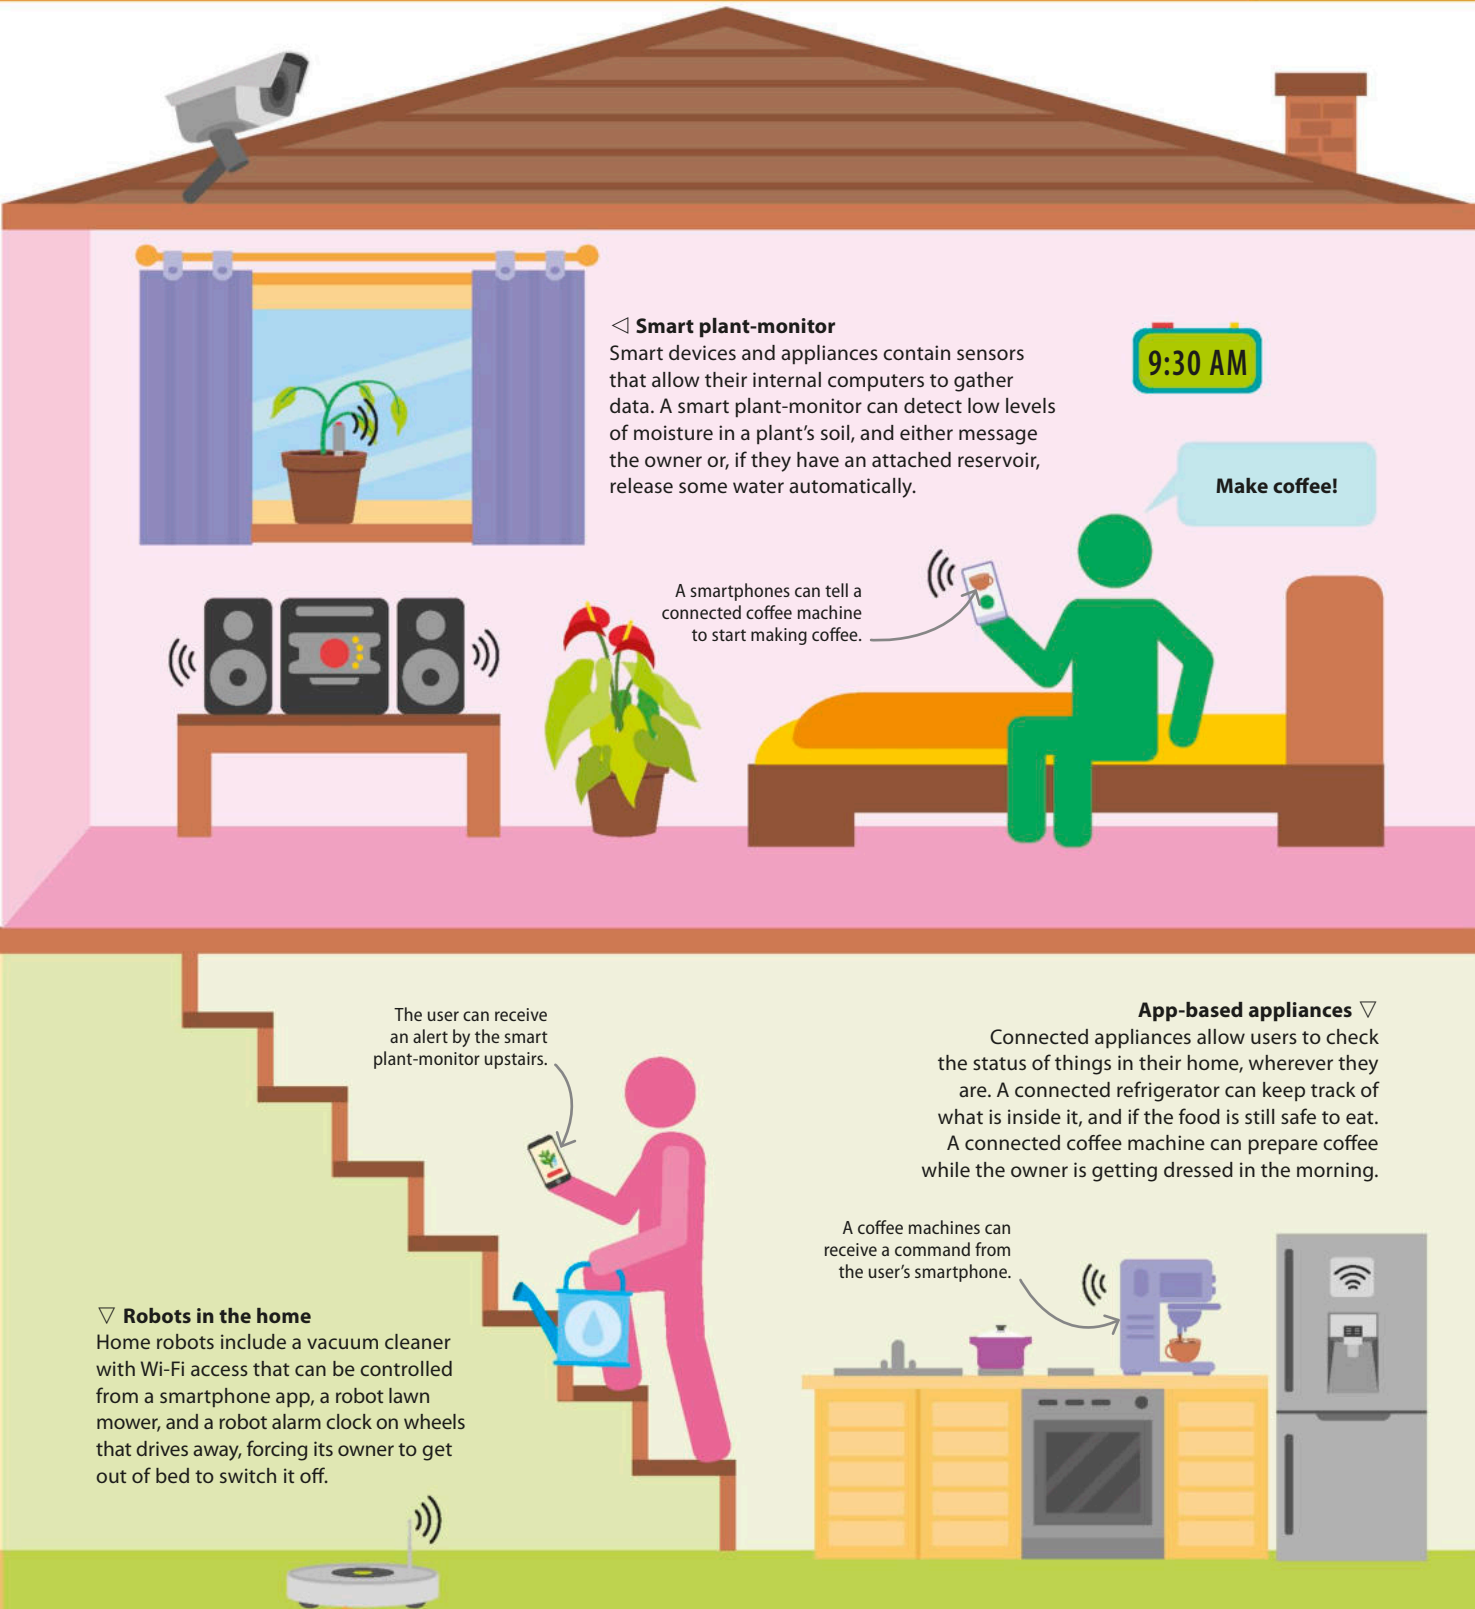 ◁ Smart plant-monitor
Smart devices and appliances contain sensors
that allow their internal computers to gather
data. A smart plant-monitor can detect low levels
of moisture in a plant’s soil, and either message
the owner or, if they have an attached reservoir,
release some water automatically.
9:30 AM
Make coffee!
A smartphones can tell a
connected coffee machine
to start making coffee.
The user can receive
an alert by the smart
plant-monitor upstairs.
App-based appliances ▽
Connected appliances allow users to check
the status of things in their home, wherever they
are. A connected refrigerator can keep track of
what is inside it, and if the food is still safe to eat.
A connected coffee machine can prepare coffee
while the owner is getting dressed in the morning.
A coffee machines can
receive a command from
the user’s smartphone.
▽ Robots in the home
Home robots include a vacuum cleaner
with Wi-Fi access that can be controlled
from a smartphone app, a robot lawn
mower, and a robot alarm clock on wheels
that drives away, forcing its owner to get
out of bed to switch it off.